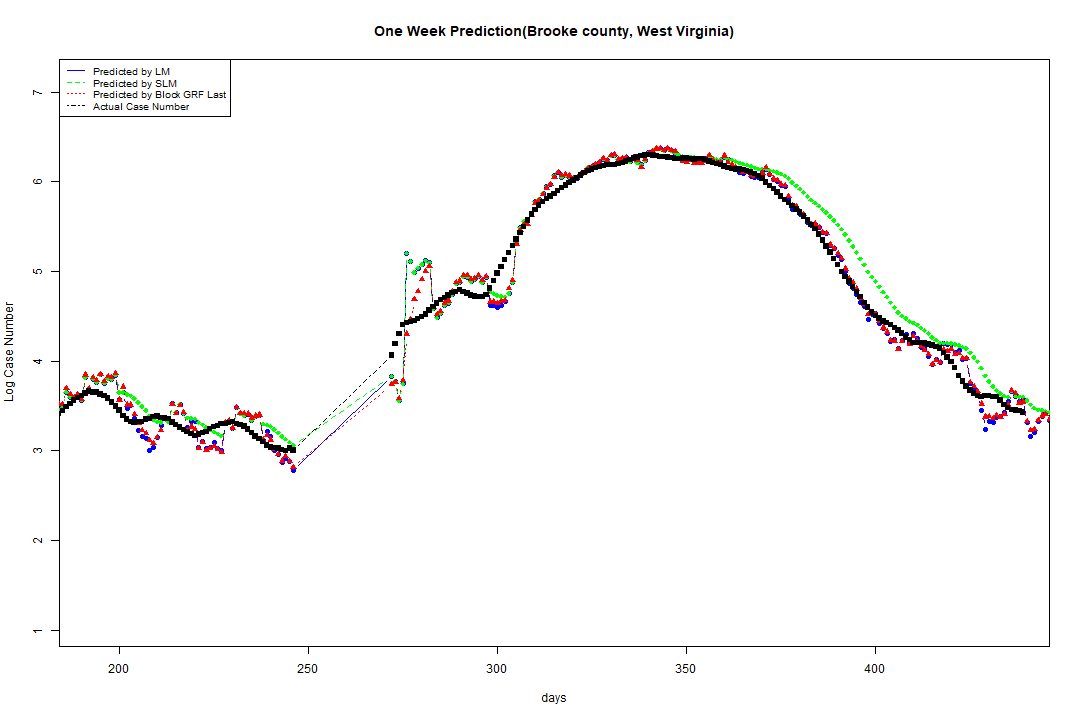 One Week Prediction(Brooke county, West Virginia)
Predicted by LM
Predicted by SLM
Predicted by Block GRF Last
Actual Case Number
7
6
5
4
3
2
1
Log Case Number
200 250 300 350 400
days